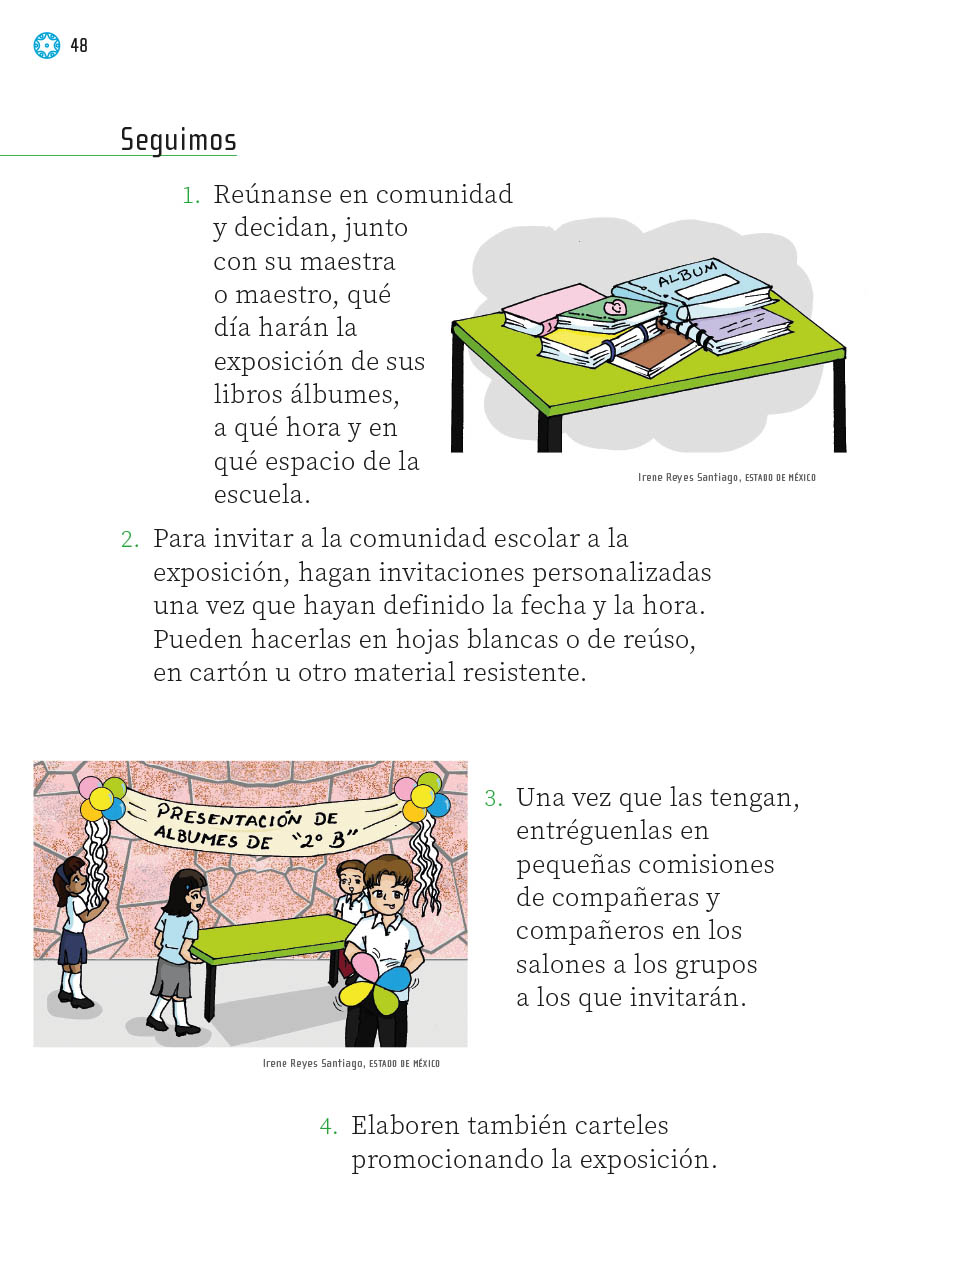 48
Seguimos
1. Reúnanse en comunidad
y decidan, junto
con su maestra
o maestro, qué
día harán la
exposición de sus
libros álbumes,
a qué hora y en
qué espacio de la
escuela.
ALBUM
Irene Reyes Santiago, ESTADO DE MÉXICO
2. Para invitar a la comunidad escolar a la
exposición, hagan invitaciones personalizadas
una vez que hayan definido la fecha y la hora.
Pueden hacerlas en hojas blancas o de reúso,
en cartón u otro material resistente.
PRESENTACIÓN DE
ALBUMES DE "2º B"
Irene Reyes Santiago, ESTADO DE MÉXICO
3. Una vez que las tengan,
entréguenlas en
pequeñas comisiones
de compañeras y
compañeros en los
salones a los grupos
a los que invitarán.
4. Elaboren también carteles
promocionando la exposición.